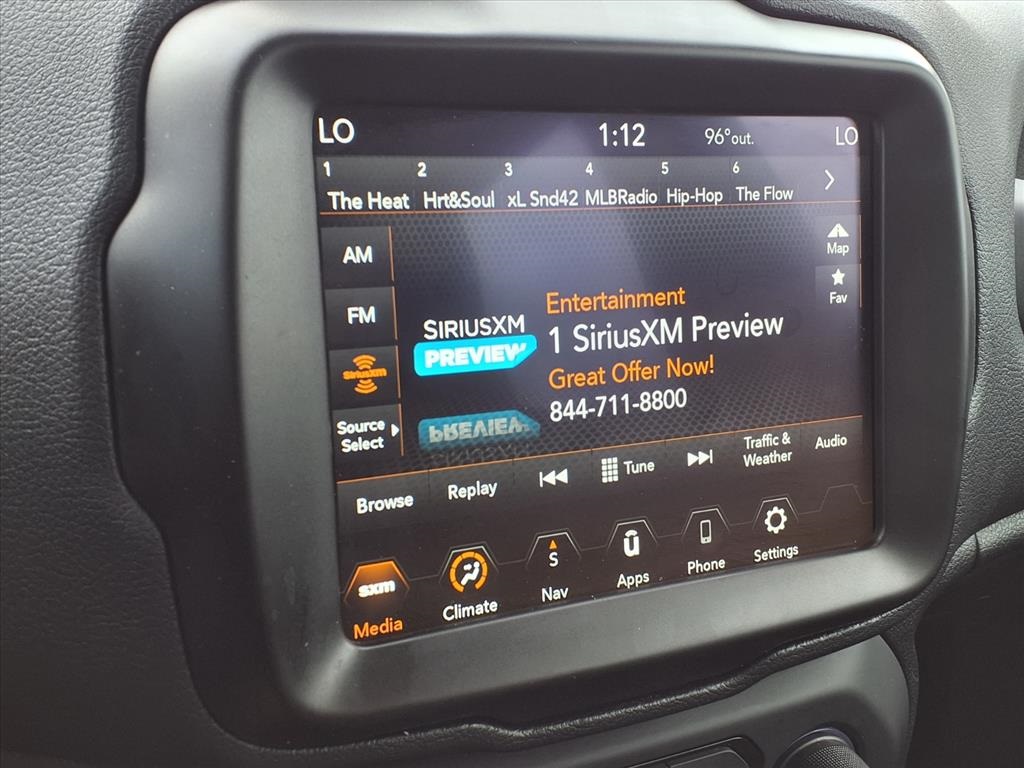 LO 1:12 96°out. LO
1 2 3 4 5 6
The Heat Hrt&Soul xL Snd42 MLBRadio Hip-Hop The Flow
AM
Map
FM
Fav
SiriusXM
Source
Select
SIRIUSXM
PREVIEW
PREVIEW
Entertainment
1 SiriusXM Preview
Great Offer Now!
844-711-8800
Browse Replay Tune Traffic & Weather Audio
sxm
S
u
Media Climate Nav Apps Phone Settings